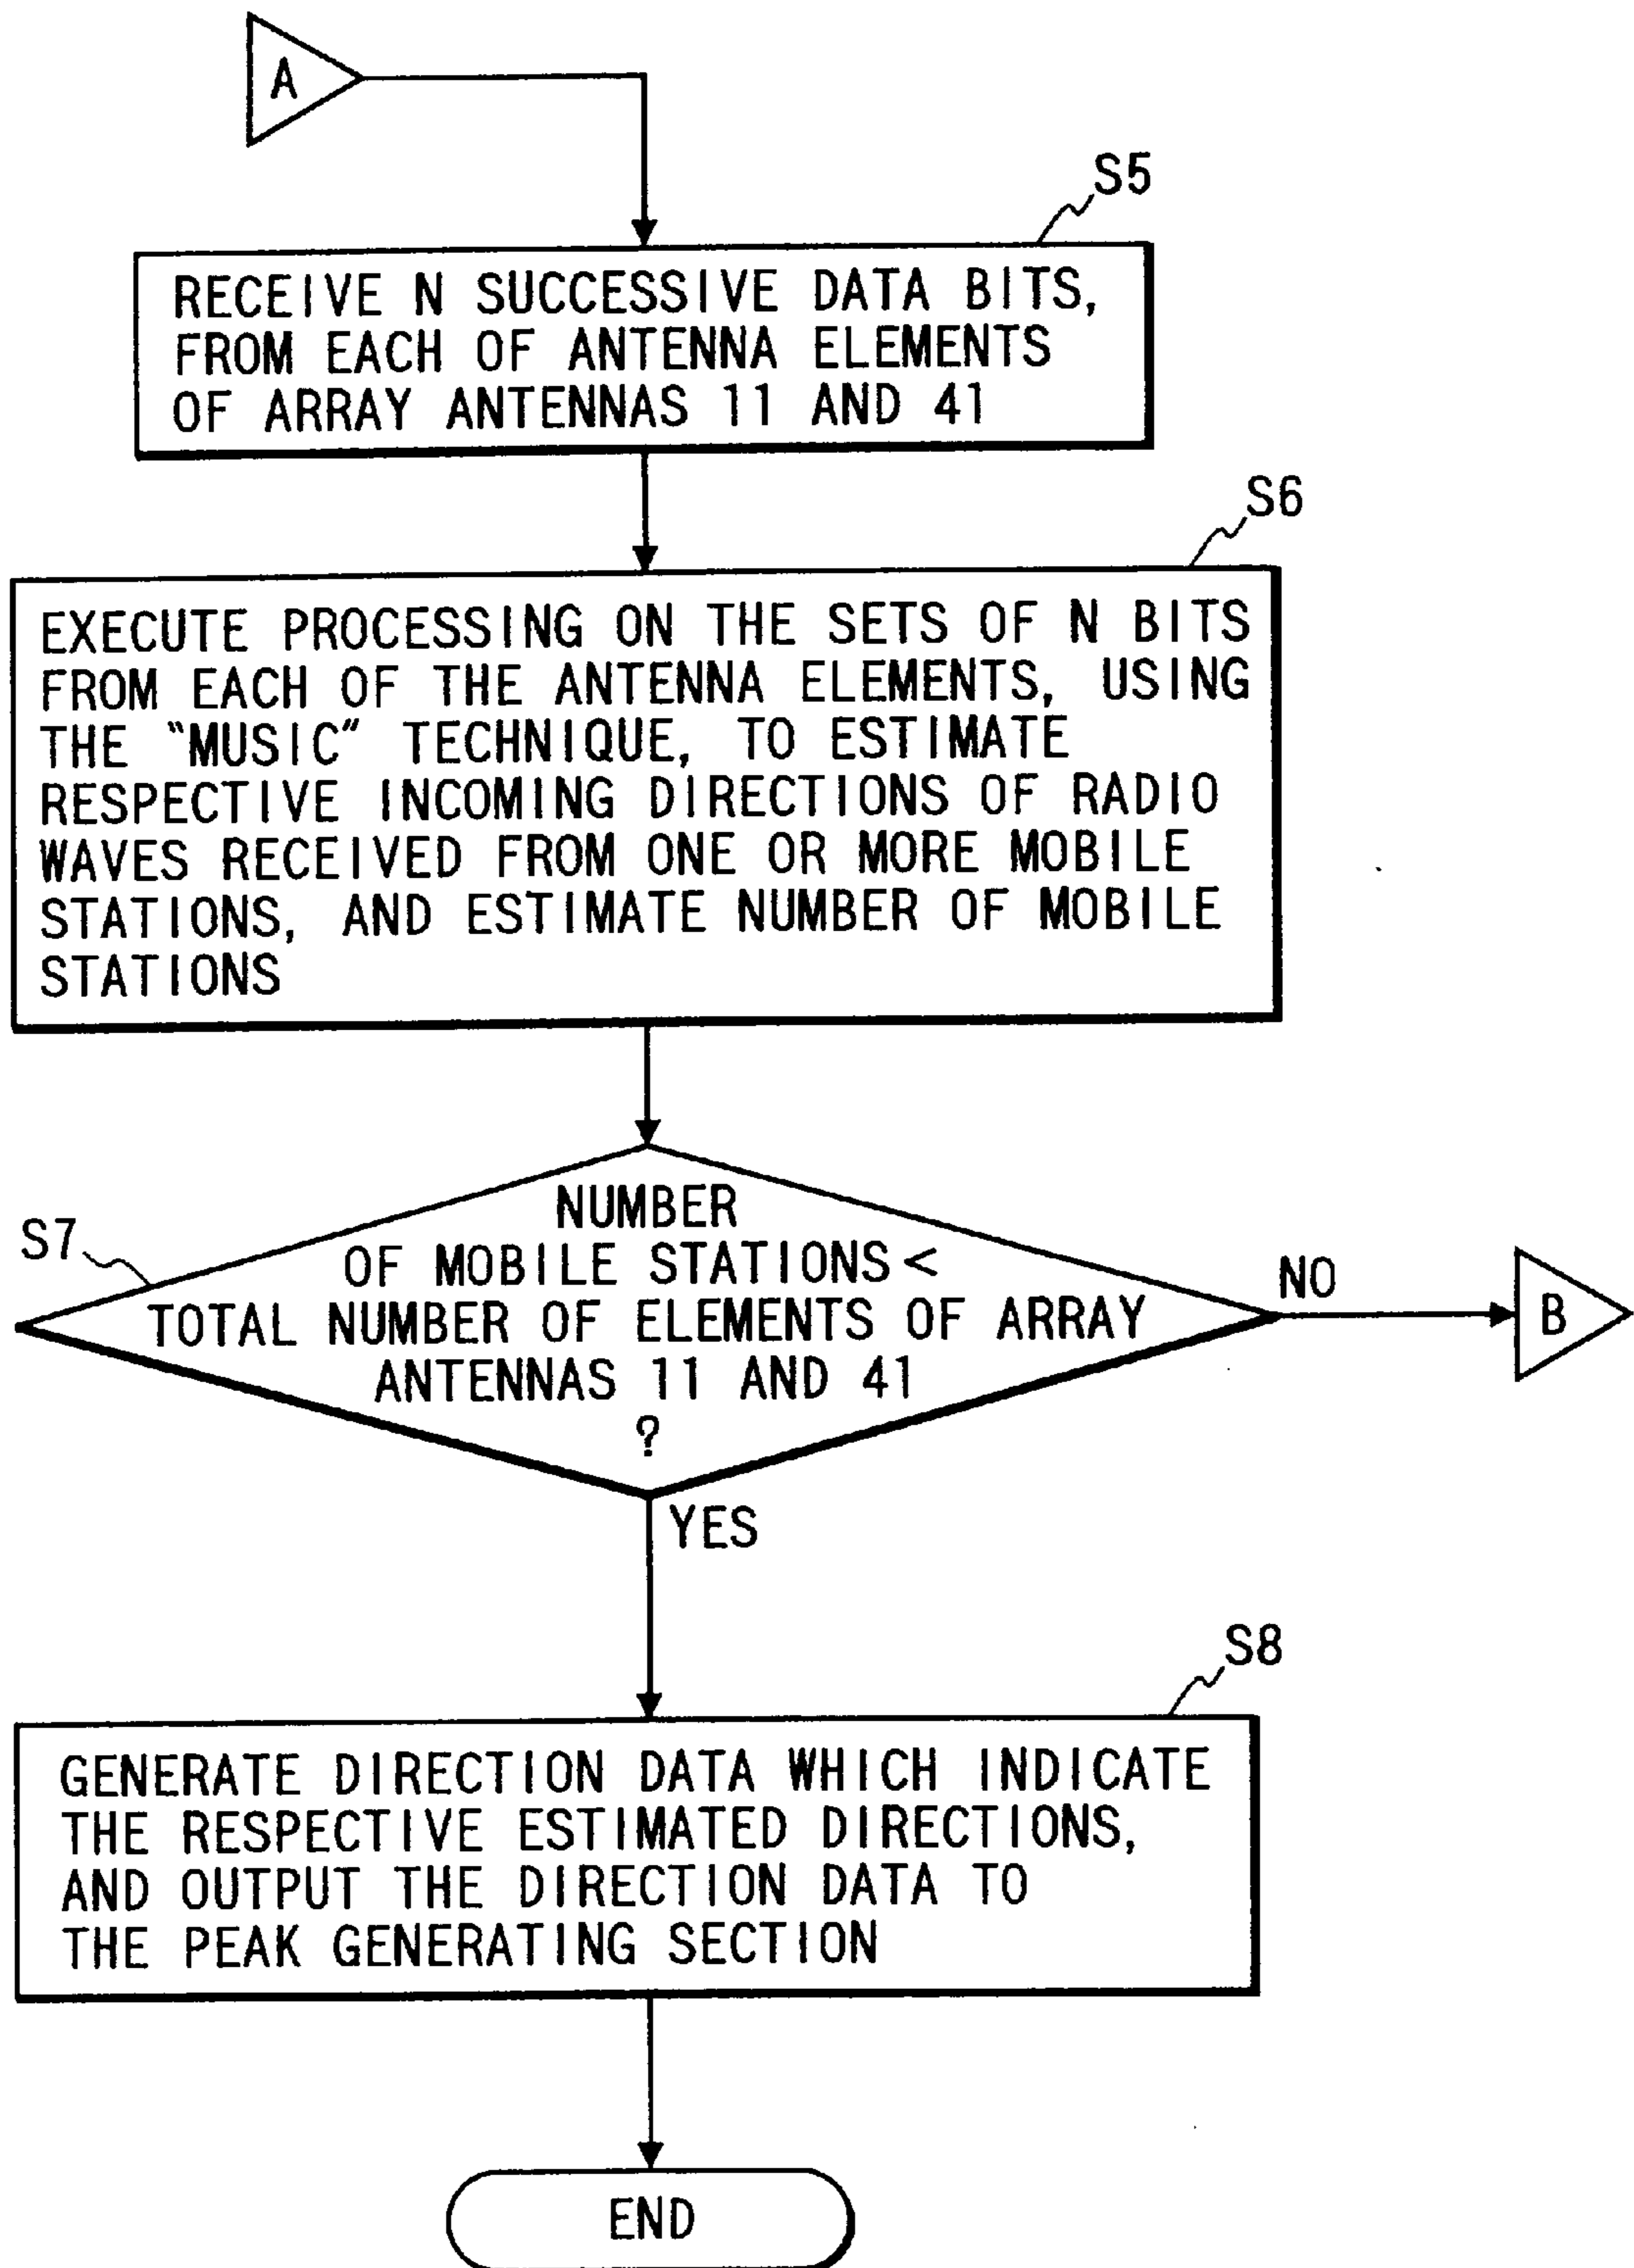 A
S5
RECEIVE N SUCCESSIVE DATA BITS,
FROM EACH OF ANTENNA ELEMENTS
OF ARRAY ANTENNAS 11 AND 41
S6
EXECUTE PROCESSING ON THE SETS OF N BITS
FROM EACH OF THE ANTENNA ELEMENTS, USING
THE "MUSIC" TECHNIQUE, TO ESTIMATE
RESPECTIVE INCOMING DIRECTIONS OF RADIO
WAVES RECEIVED FROM ONE OR MORE MOBILE
STATIONS, AND ESTIMATE NUMBER OF MOBILE
STATIONS
S7
NUMBER
OF MOBILE STATIONS <
TOTAL NUMBER OF ELEMENTS OF ARRAY
ANTENNAS 11 AND 41
?
NO
B
YES
S8
GENERATE DIRECTION DATA WHICH INDICATE
THE RESPECTIVE ESTIMATED DIRECTIONS,
AND OUTPUT THE DIRECTION DATA TO
THE PEAK GENERATING SECTION
END